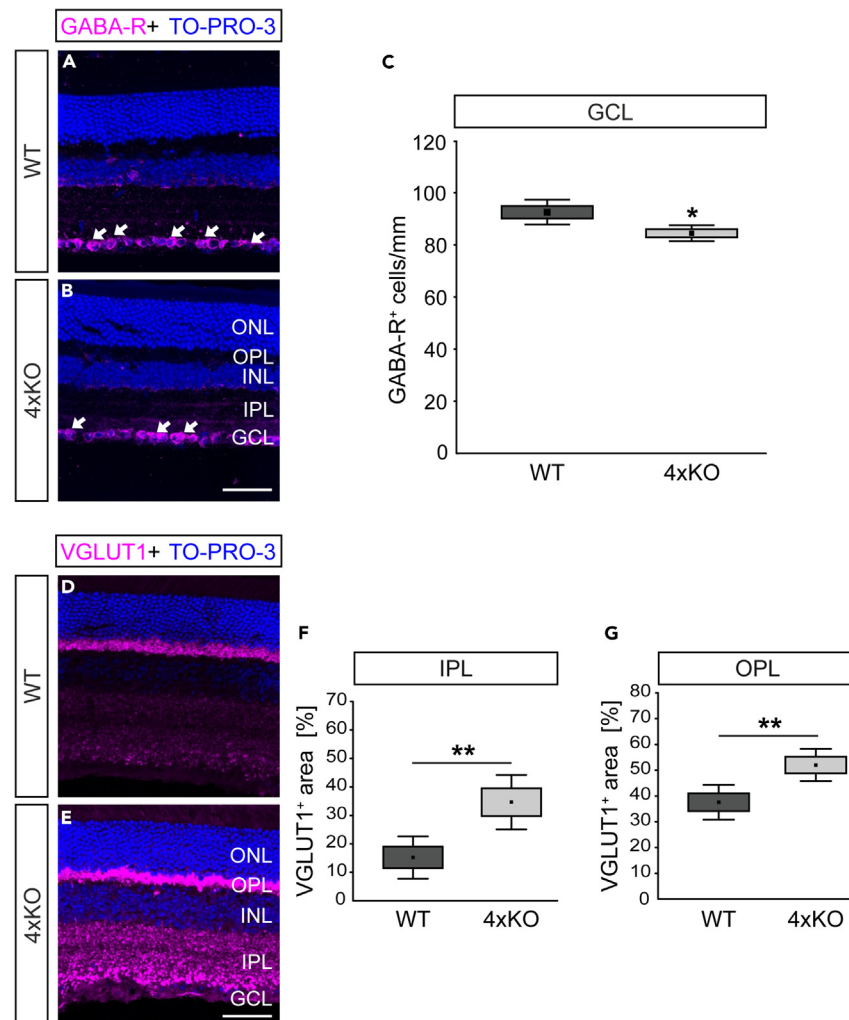 GABA-R+ TO-PRO-3
WT
A
4xKO
B
ONL
OPL
INL
IPL
GCL
C
GCL
GABA-R⁺ cells/mm
120
100
80
60
40
20
0
*
WT
4xKO
VGLUT1+ TO-PRO-3
WT
D
4xKO
E
ONL
OPL
INL
IPL
GCL
F
IPL
VGLUT1⁺ area [%]
70
60
50
40
30
20
10
0
**
WT
4xKO
G
OPL
VGLUT1⁺ area [%]
80
70
60
50
40
30
20
10
0
**
WT
4xKO